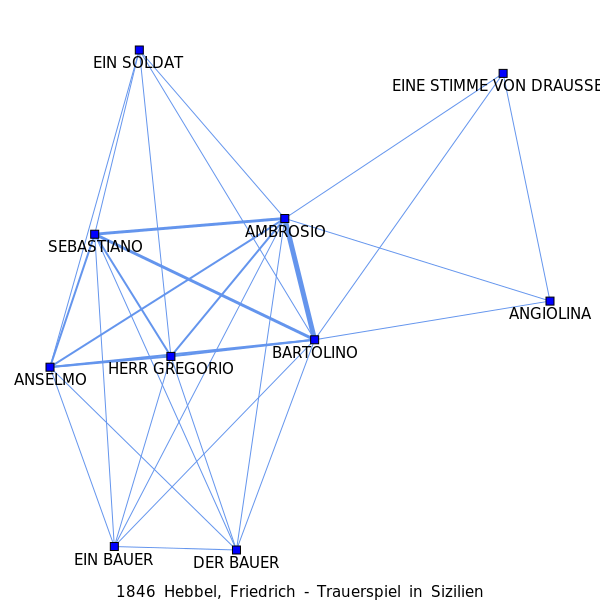 EIN SOLDAT
EINE STIMME VON DRAUSSE
AMBROSIO
SEBASTIANO
ANGIOLINA
BARTOLINO
HERR GREGORIO
ANSELMO
EIN BAUER
DER BAUER
1846 Hebbel, Friedrich - Trauerspiel in Sizilien